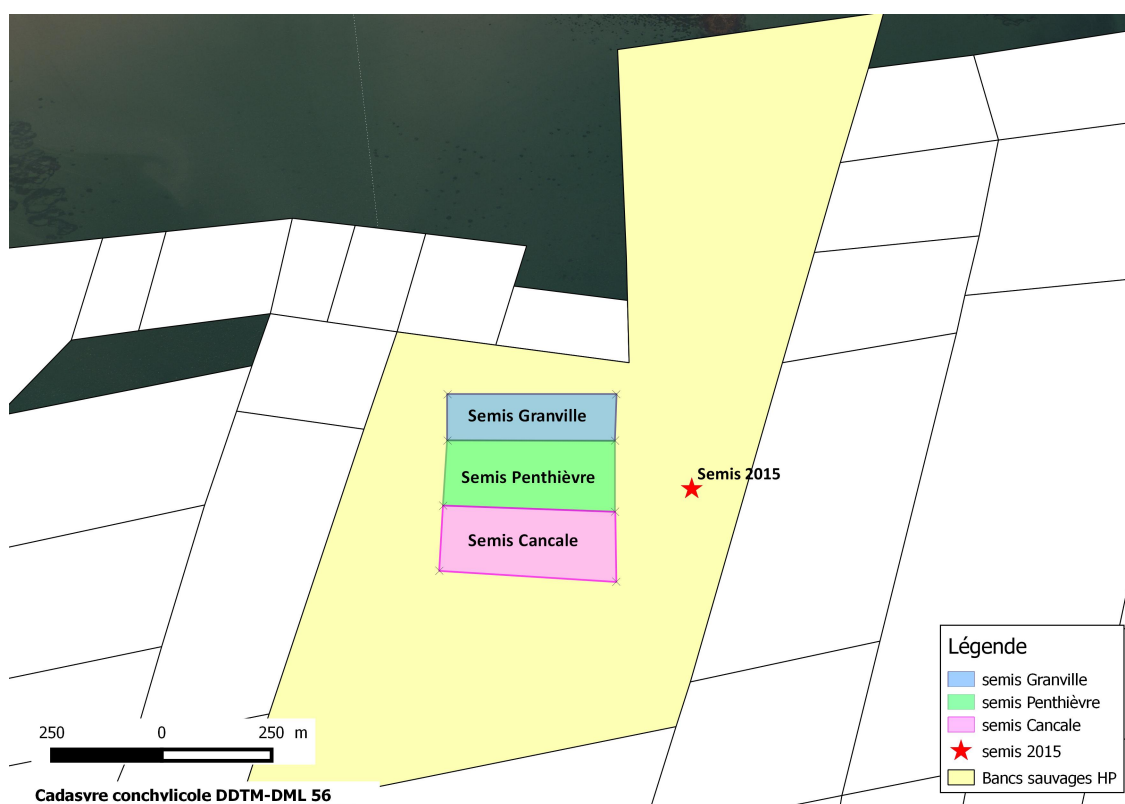 Semis Granville
Semis Penthièvre
Semis 2015
Semis Cancale
Légende
semis Granville
semis Penthièvre
semis Cancale
semis 2015
Bancs sauvages HP
250 0 250 m
Cadasvre conchylicole DDTM-DML 56